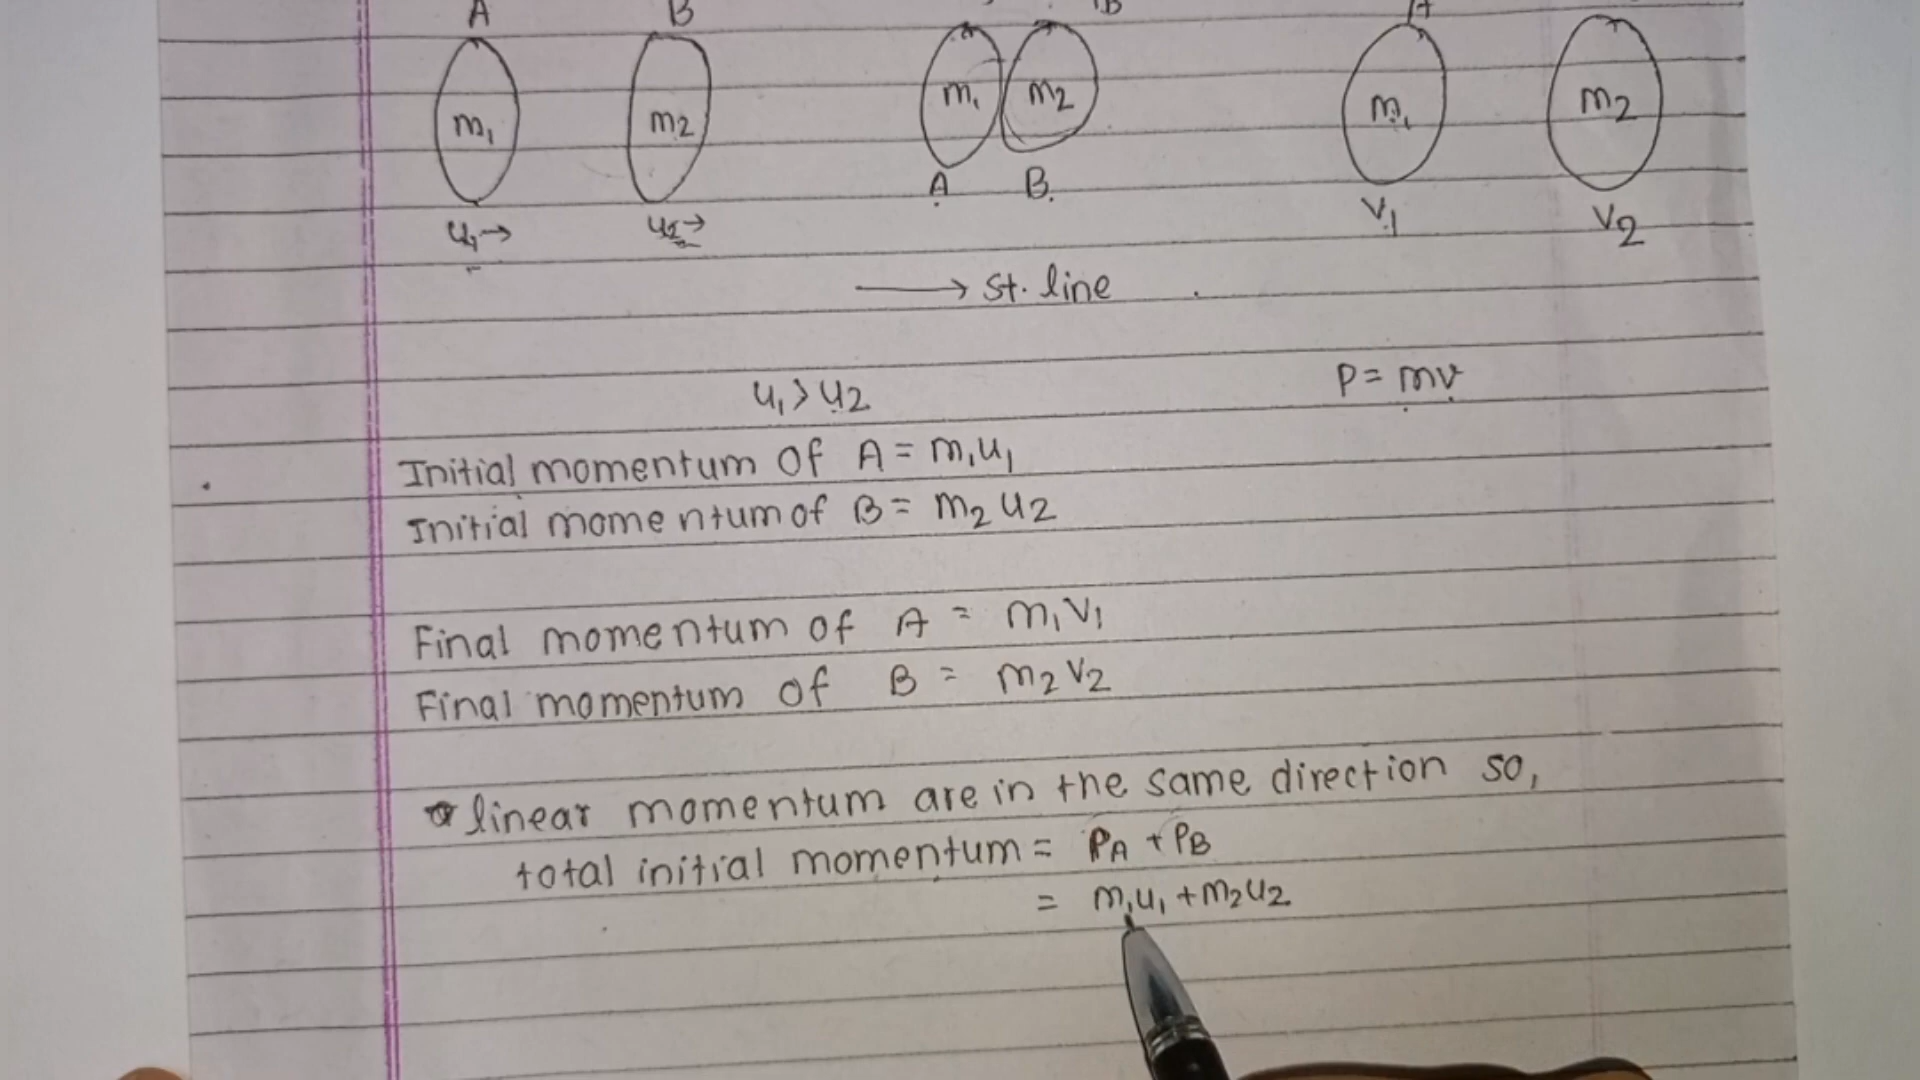 A B B A
m₁ m₂ m₁ m₂ m₁ m₂
A B.
u₁→ u₂→ v₁ v₂
→ St. line
u₁>u₂ P=mv
Initial momentum of A = m₁u₁
Initial momentum of B = m₂u₂
Final momentum of A = m₁v₁
Final momentum of B = m₂v₂
linear momentum are in the same direction so,
total initial momentum = PA + PB
= m₁u₁+m₂u₂